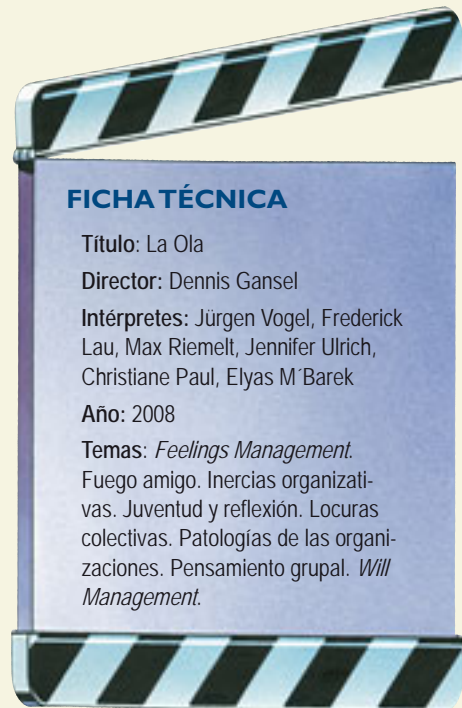 FICHA TÉCNICA
Título: La Ola
Director: Dennis Gansel
Intérpretes: Jürgen Vogel, Frederick
Lau, Max Riemelt, Jennifer Ulrich,
Christiane Paul, Elyas M´Barek
Año: 2008
Temas: Feelings Management.
Fuego amigo. Inercias organizati-
vas. Juventud y reflexión. Locuras
colectivas. Patologías de las organi-
zaciones. Pensamiento grupal. Will
Management.